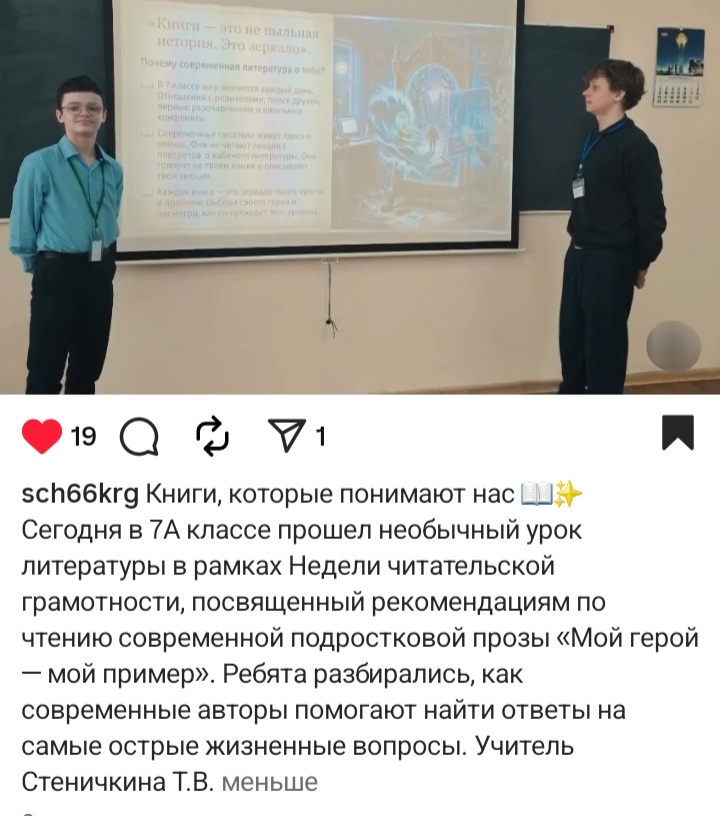 «Книги — это не пыльная
история. Это зеркало».
Почему современная литература о тебе?
В 7 классе мир меняется каждый день.
Отношения с родителями, поиск друзей,
первые разочарования и школьные
конфликты.
Современные писатели живут здесь и
сейчас. Они не читают лекции с
портретов в кабинете литературы. Они
говорят на твоем языке и описывают
твои эмоции.
Каждая книга — это зеркало твоих чувств
и проблем. Выбери своего героя и
посмотри, как он проходит этот уровень.
19
1
sch66krg Книги, которые понимают нас 📖✨
Сегодня в 7А классе прошел необычный урок
литературы в рамках Недели читательской
грамотности, посвященный рекомендациям по
чтению современной подростковой прозы «Мой герой
— мой пример». Ребята разбирались, как
современные авторы помогают найти ответы на
самые острые жизненные вопросы. Учитель
Стеничкина Т.В. меньше